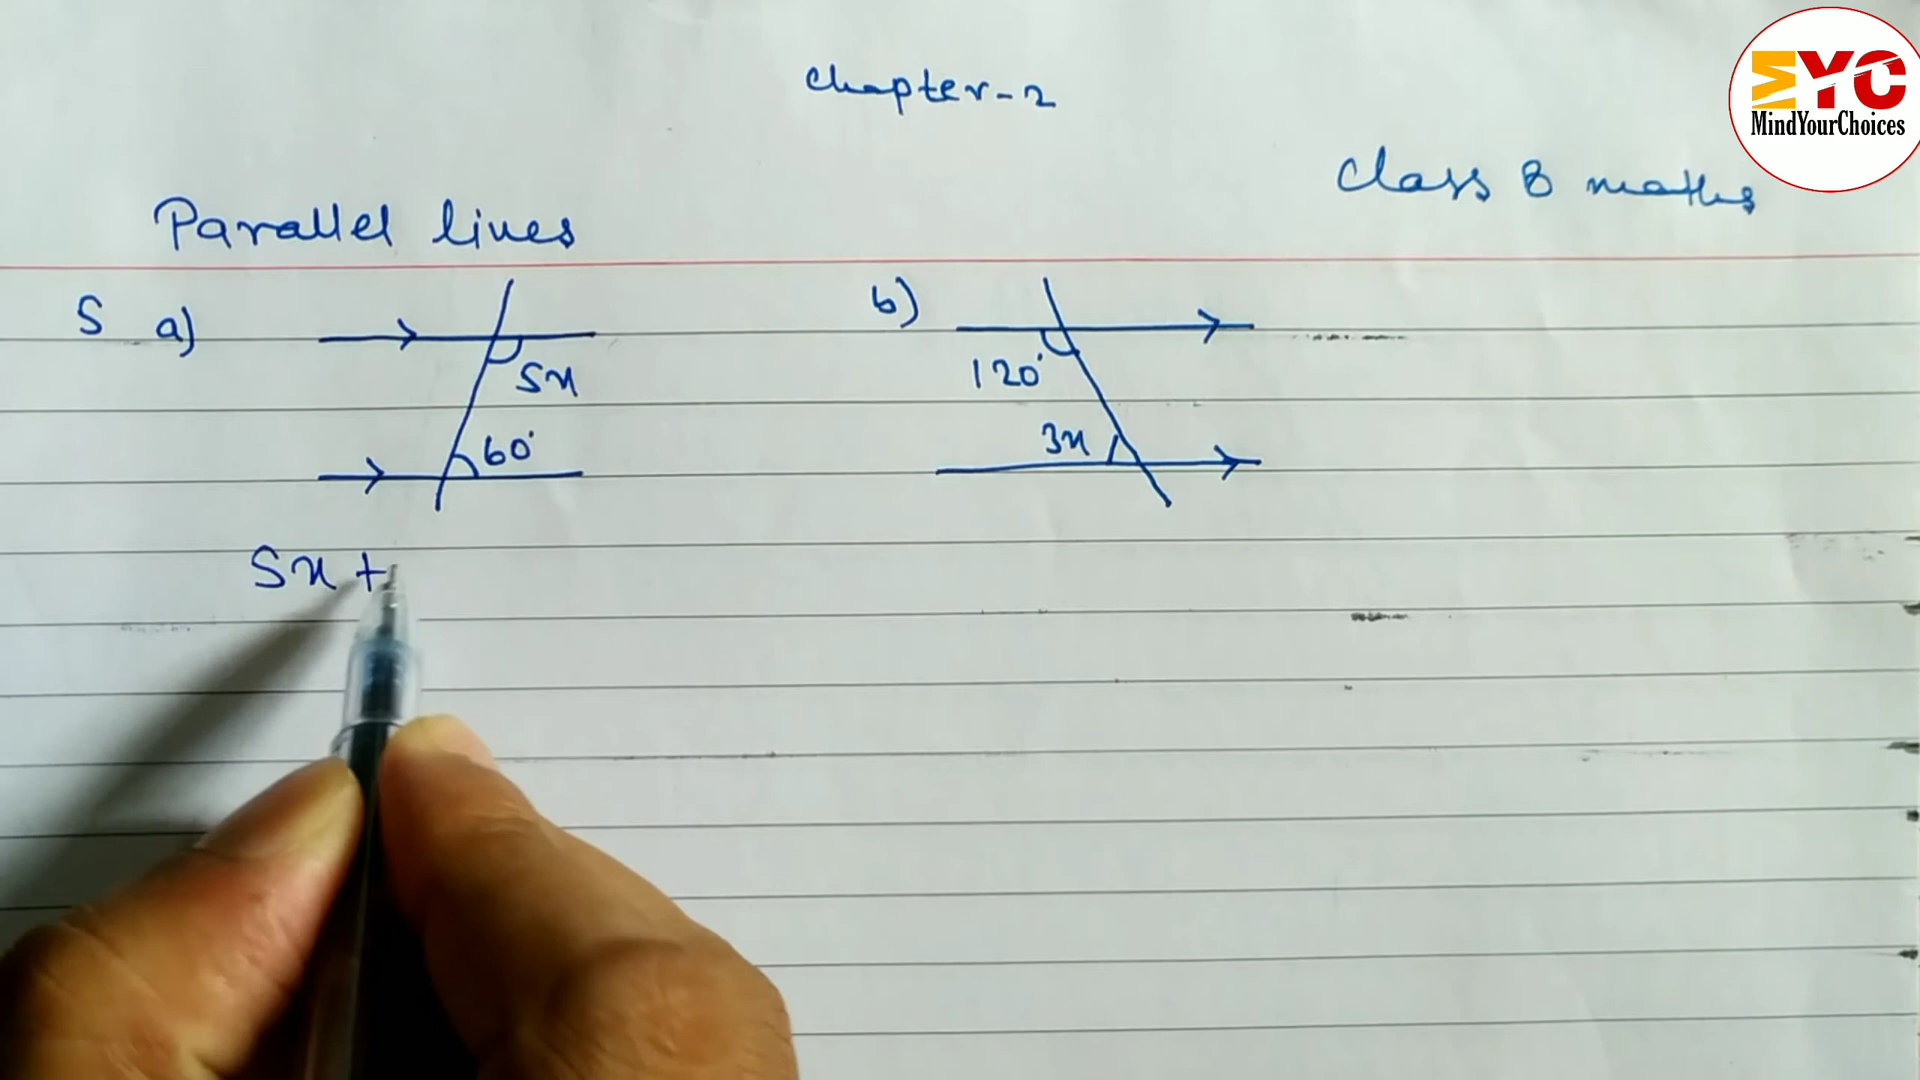 chapter-2
MYC
MindYourChoices
Class 8 maths
Parallel lines
5 a)
5x
60°
b)
120°
3x
5x +